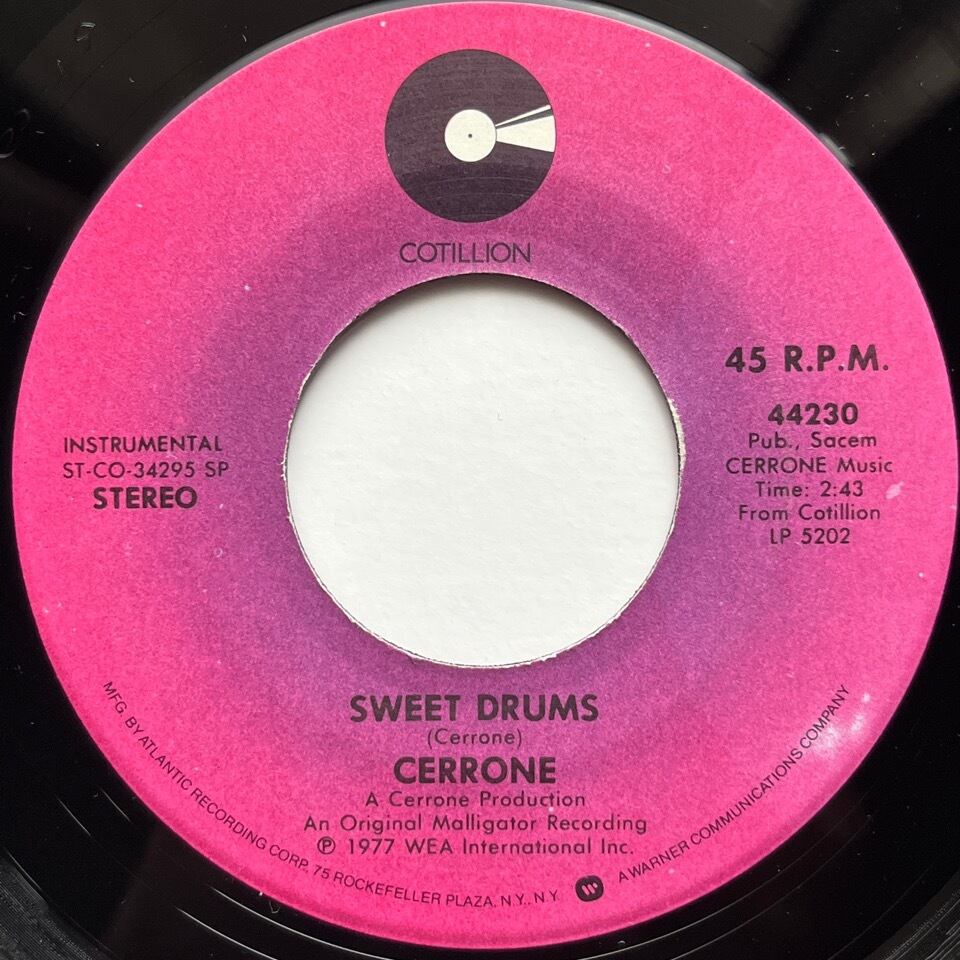 COTILLION
45 R.P.M.
44230
Pub., Sacem
CERRONE Music
Time: 2:43
From Cotillion
LP 5202
INSTRUMENTAL
ST-CO-34295 SP
STEREO
SWEET DRUMS
(Cerrone)
CERRONE
A Cerrone Production
An Original Malligator Recording
℗ 1977 WEA International Inc.
MFG. BY ATLANTIC RECORDING CORP. 75 ROCKEFELLER PLAZA, N.Y., N.Y. A WARNER COMMUNICATIONS COMPANY